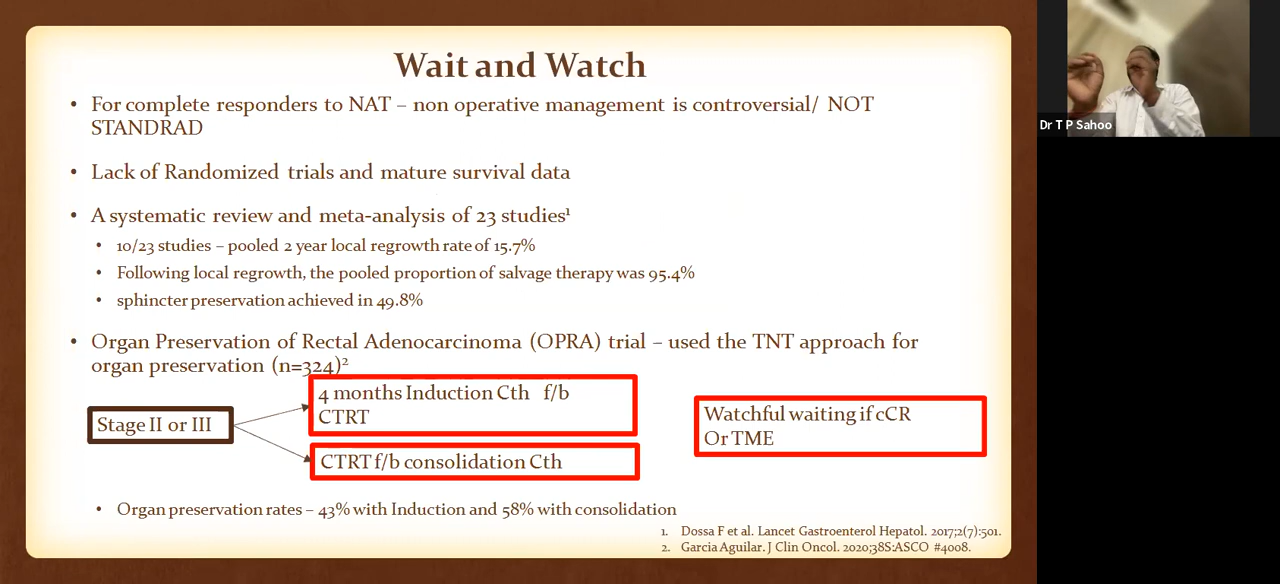 Wait and Watch
• For complete responders to NAT – non operative management is controversial/ NOT
STANDRAD
• Lack of Randomized trials and mature survival data
• A systematic review and meta-analysis of 23 studies¹
• 10/23 studies – pooled 2 year local regrowth rate of 15.7%
• Following local regrowth, the pooled proportion of salvage therapy was 95.4%
• sphincter preservation achieved in 49.8%
• Organ Preservation of Rectal Adenocarcinoma (OPRA) trial – used the TNT approach for
organ preservation (n=324)²
Stage II or III
4 months Induction Cth f/b
CTRT
CTRT f/b consolidation Cth
Watchful waiting if cCR
Or TME
• Organ preservation rates – 43% with Induction and 58% with consolidation
1. Dossa F et al. Lancet Gastroenterol Hepatol. 2017;2(7):501.
2. Garcia Aguilar. J Clin Oncol. 2020;38S:ASCO #4008.
Dr T P Sahoo